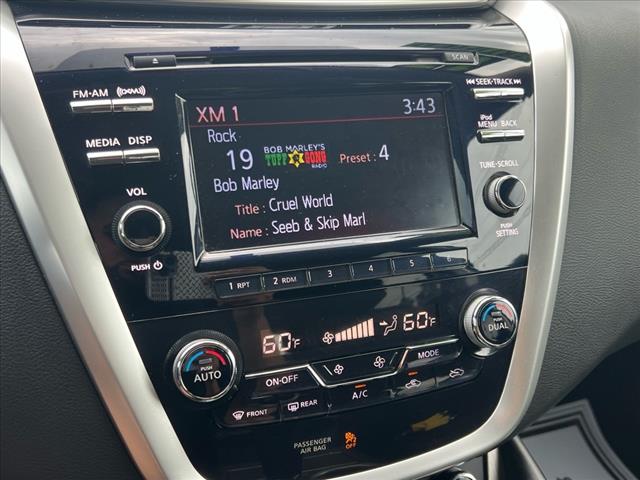 SCAN
FM•AM
SEEK•TRACK
XM 1
3:43
Rock
iPod
MENU BACK
MEDIA DISP
19
BOB MARLEY'S
TUFF GONG
RADIO
Preset : 4
TUNE•SCROLL
Bob Marley
VOL
Title : Cruel World
Name : Seeb & Skip Marl
PUSH
SETTING
PUSH
1 RPT 2 RDM 3 4 5 6
60°F
60°F
PUSH
AUTO
PUSH
DUAL
MODE
ON•OFF
A/C
FRONT
REAR
PASSENGER
AIR BAG
OFF